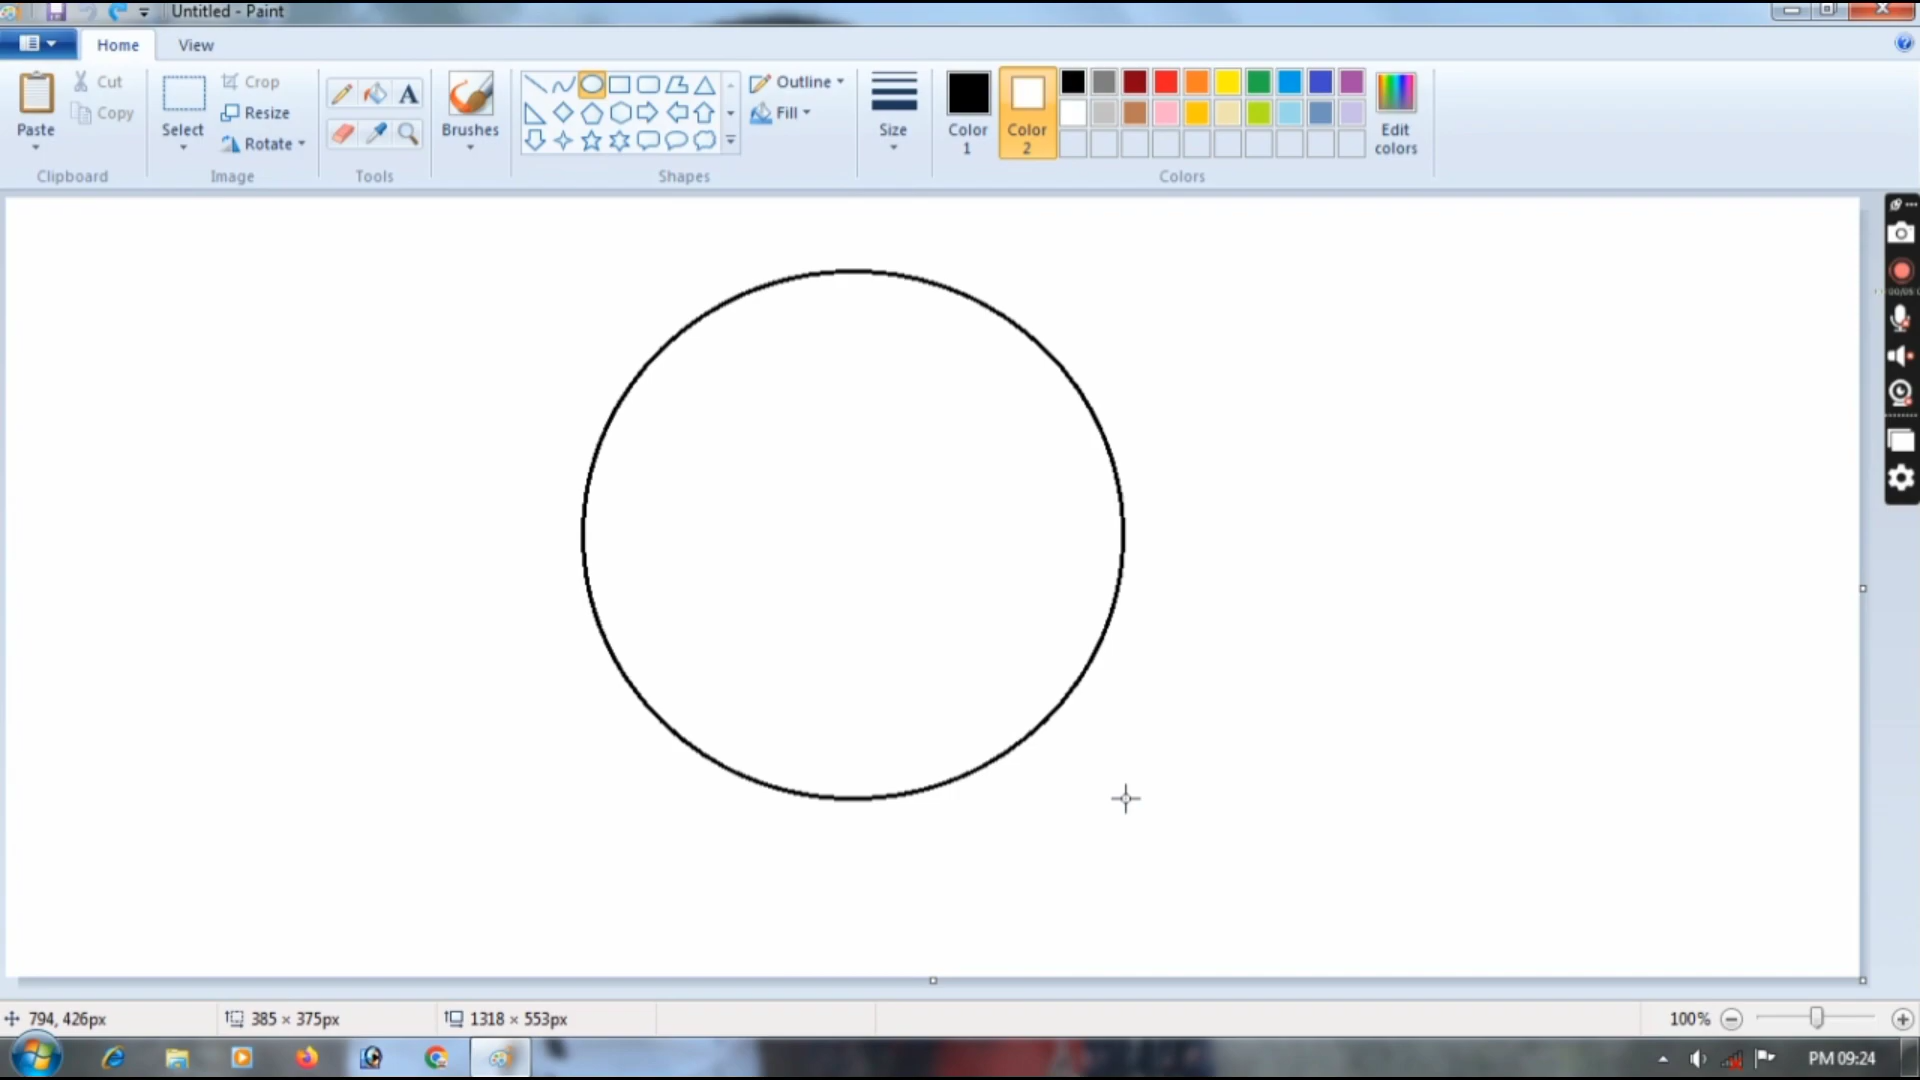 Untitled - Paint
Home View
Cut
Copy
Paste
Clipboard
Crop
Resize
Rotate
Select
Image
Tools
Brushes
Outline
Fill
Shapes
Size
Color 1
Color 2
Edit colors
Colors
794, 426px 385 × 375px 1318 × 553px 100%
PM 09:24